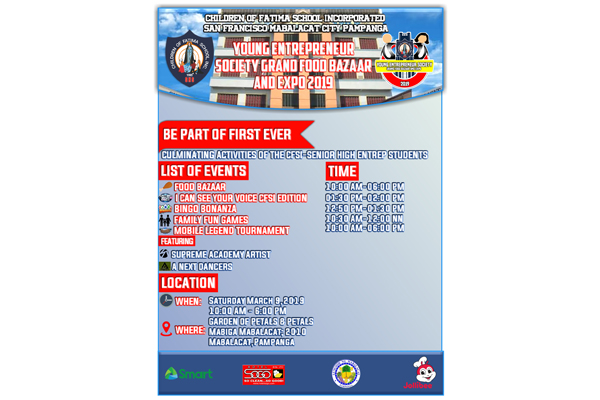 CHILDREN OF FATIMA SCHOOL INCORPORATED
SAN FRANCISCO MABALACAT CITY, PAMPANGA
YOUNG ENTREPRENEUR
SOCIETY GRAND FOOD BAZAAR
AND EXPO 2019
YOUNG ENTREPRENEUR SOCIETY
2019
BE PART OF FIRST EVER
CULMINATING ACTIVITIES OF THE CFSI-SENIOR HIGH ENTREP STUDENTS
LIST OF EVENTS TIME
FOOD BAZAAR 10:00 AM-06:00 PM
I CAN SEE YOUR VOICE CFSI EDITION 01:30 PM-02:00 PM
BINGO BONANZA 12:50 PM-01:30 PM
FAMILY FUN GAMES 10:30 AM-12:00 NN
MOBILE LEGEND TOURNAMENT 10:00 AM-06:00 PM
FEATURING
SUPREME ACADEMY ARTIST
A NEXT DANCERS
LOCATION
WHEN: SATURDAY MARCH 9, 2019
10:00 AM - 6:00 PM
WHERE: GARDEN OF PETALS & PETALS
MABIGA MABALACAT; 2010
MABALACAT, PAMPANGA
Smart
SOGO
SO CLEAN...SO GOOD!
Jollibee